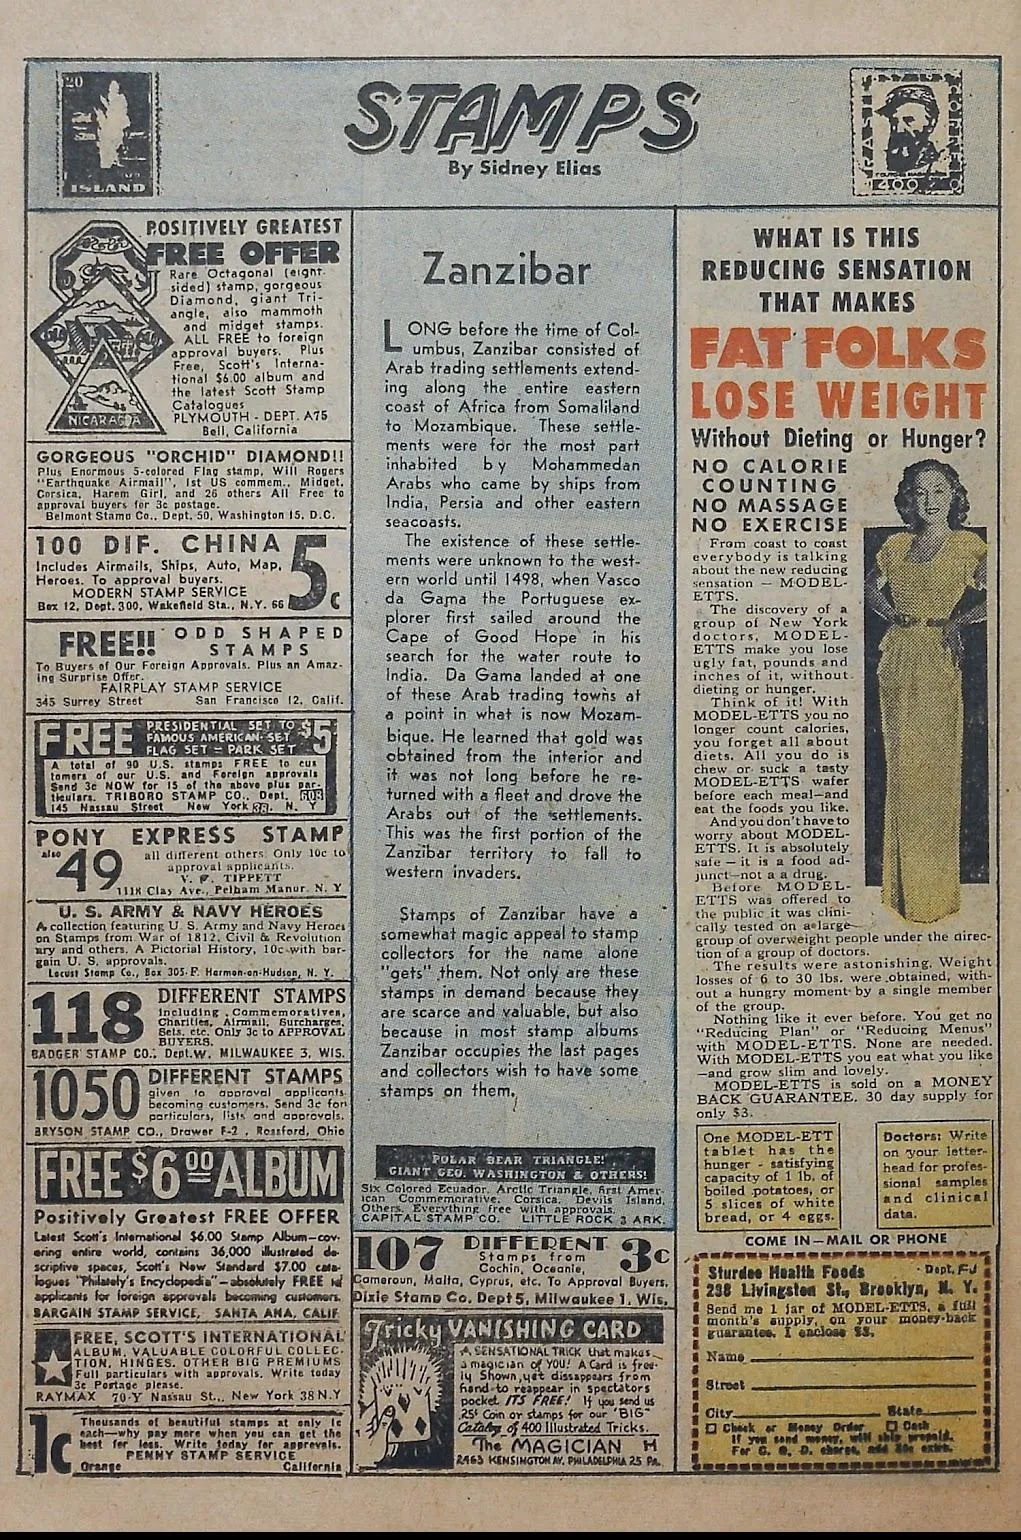 20
ISLAND
STAMPS
By Sidney Elias
400
NICARAGUA
POSITIVELY GREATEST
FREE OFFER
Rare Octagonal (eight-
sided) stamp, gorgeous
Diamond, giant Tri-
angle, also mammoth
and midget stamps.
ALL FREE to foreign
approval buyers. Plus
Free, Scott's Interna-
tional $6.00 album and
the latest Scott Stamp
Catalogues
PLYMOUTH - DEPT. A75
Bell, California
GORGEOUS "ORCHID" DIAMOND!!
Plus Enormous 5-colored Flag stamp, Will Rogers
"Earthquake Airmail", 1st US commem., Midget,
Corsica, Harem Girl, and 26 others All Free to
approval buyers for 3c postage.
Belmont Stamp Co., Dept. 50, Washington 15, D.C.
100 DIF. CHINA 5c
Includes Airmails, Ships, Auto, Map,
Heroes. To approval buyers.
MODERN STAMP SERVICE
Box 12, Dept. 300, Wakefield Sta., N.Y. 66
FREE!! ODD SHAPED
STAMPS
To Buyers of Our Foreign Approvals. Plus an Amaz-
ing Surprise Offer.
FAIRPLAY STAMP SERVICE
345 Surrey Street San Francisco 12, Calif.
FREE PRESIDENTIAL SET TO $5
FAMOUS AMERICAN SET
FLAG SET - PARK SET
A total of 90 U.S. stamps FREE to cus
tomers of our U.S. and Foreign approvals
Send 3c NOW for 15 of the above plus par-
ticulars. TRIBORO STAMP CO., Dept. 608
145 Nassau Street New York 38, N. Y
PONY EXPRESS STAMP
also 49 all different others. Only 10c to
approval applicants.
V. F. TIPPETT
1118 Clay Ave., Pelham Manur, N. Y
U. S. ARMY & NAVY HEROES
A collection featuring U. S. Army and Navy Heroes
on Stamps from War of 1812, Civil & Revolution
ary and others. A Pictorial History, 10c with bar-
gain U. S. approvals.
Locust Stamp Co., Box 305-F Harmon-on-Hudson, N. Y.
118 DIFFERENT STAMPS
Including Commemoratives,
Charities, Airmail, Surcharges,
Sets, etc. Only 3c to APPROVAL
BUYERS.
BADGER STAMP CO., Dept. W, MILWAUKEE 3, WIS.
1050 DIFFERENT STAMPS
given to approval applicants
becoming customers. Send 3c for
particulars, lists and approvals.
BRYSON STAMP CO., Drawer F-2, Rossford, Ohio
FREE $6.00 ALBUM
Positively Greatest FREE OFFER
Latest Scott's International $6.00 Stamp Album—cov-
ering entire world, contains 36,000 illustrated de-
scriptive spaces, Scott's New Standard $7.00 cata-
logues "Philately's Encyclopedia"—absolutely FREE to
applicants for foreign approvals becoming customers.
BARGAIN STAMP SERVICE, SANTA ANA, CALIF
FREE, SCOTT'S INTERNATIONAL
ALBUM, VALUABLE COLORFUL COLLEC-
TION, HINGES, OTHER BIG PREMIUMS
Full particulars with approvals. Write today
3c Postage please.
RAYMAX 70-Y Nassau St., New York 38 N.Y
1c Thousands of beautiful stamps at only 1c
each—why pay more when you can get the
best for less. Write today for approvals.
PENNY STAMP SERVICE
Orange California
Zanzibar
LONG before the time of Col-
umbus, Zanzibar consisted of
Arab trading settlements extend-
ing along the entire eastern
coast of Africa from Somaliland
to Mozambique. These settle-
ments were for the most part
inhabited by Mohammedan
Arabs who came by ships from
India, Persia and other eastern
seacoasts.
The existence of these settle-
ments were unknown to the west-
ern world until 1498, when Vasco
da Gama the Portuguese ex-
plorer first sailed around the
Cape of Good Hope in his
search for the water route to
India. Da Gama landed at one
of these Arab trading towns at
a point in what is now Mozam-
bique. He learned that gold was
obtained from the interior and
it was not long before he re-
turned with a fleet and drove the
Arabs out of the settlements.
This was the first portion of the
Zanzibar territory to fall to
western invaders.
Stamps of Zanzibar have a
somewhat magic appeal to stamp
collectors for the name alone
"gets" them. Not only are these
stamps in demand because they
are scarce and valuable, but also
because in most stamp albums
Zanzibar occupies the last pages
and collectors wish to have some
stamps on them.
POLAR BEAR TRIANGLE!
GIANT GEO. WASHINGTON & OTHERS!
Six Colored Ecuador, Arctic Triangle, first Amer-
ican Commemorative, Corsica, Devils Island,
Others. Everything free with approvals.
CAPITAL STAMP CO. LITTLE ROCK 3 ARK.
107 DIFFERENT 3c
Stamps from
Cochin, Oceanie,
Cameroun, Malta, Cyprus, etc. To Approval Buyers,
Dixie Stamp Co. Dept 5, Milwaukee 1, Wis,
Tricky VANISHING CARD
A SENSATIONAL TRICK that makes
a magician of YOU! A Card is free-
ly Shown, yet dissappears from
hand to reappear in spectators
pocket ITS FREE! If you send us
25¢ Coin or stamps for our "BIG"
Catalog of 400 Illustrated Tricks.
The MAGICIAN H
2463 KENSINGTON AV. PHILADELPHIA 25 Pa.
WHAT IS THIS
REDUCING SENSATION
THAT MAKES
FAT FOLKS
LOSE WEIGHT
Without Dieting or Hunger?
NO CALORIE
COUNTING
NO MASSAGE
NO EXERCISE
From coast to coast
everybody is talking
about the new reducing
sensation — MODEL-
ETTS.
The discovery of a
group of New York
doctors, MODEL-
ETTS make you lose
ugly fat, pounds and
inches of it, without
dieting or hunger.
Think of it! With
MODEL-ETTS you no
longer count calories,
you forget all about
diets. All you do is
chew or suck a tasty
MODEL-ETTS wafer
before each meal—and
eat the foods you like.
And you don't have to
worry about MODEL-
ETTS. It is absolutely
safe — it is a food ad-
junct—not a a drug.
Before MODEL-
ETTS was offered to
the public it was clini-
cally tested on a large
group of overweight people under the direc-
tion of a group of doctors.
The results were astonishing. Weight
losses of 6 to 30 lbs. were obtained, with-
out a hungry moment by a single member
of the group.
Nothing like it ever before. You get no
"Reducing Plan" or "Reducing Menus"
with MODEL-ETTS. None are needed.
With MODEL-ETTS you eat what you like
—and grow slim and lovely.
MODEL-ETTS is sold on a MONEY
BACK GUARANTEE. 30 day supply for
only $3.
One MODEL-ETT
tablet has the
hunger - satisfying
capacity of 1 lb. of
boiled potatoes, or
5 slices of white
bread, or 4 eggs.
Doctors: Write
on your letter-
head for profes-
sional samples
and clinical
data.
COME IN—MAIL OR PHONE
Sturdee Health Foods Dept. FJ
238 Livingston St., Brooklyn, N. Y.
Send me 1 jar of MODEL-ETTS, a full
month's supply, on your money-back
guarantee. I enclose $3.
Name
Street
City State
Check or Money Order Cash
If you send money, will ship prepaid.
For C. O. D. charge, add 20c extra.